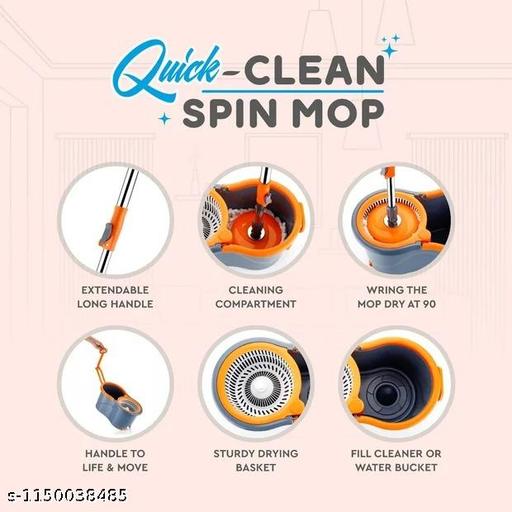 Quick-CLEAN
SPIN MOP
EXTENDABLE
LONG HANDLE
CLEANING
COMPARTMENT
WRING THE
MOP DRY AT 90
HANDLE TO
LIFE & MOVE
STURDY DRYING
BASKET
FILL CLEANER OR
WATER BUCKET
s-1150038485